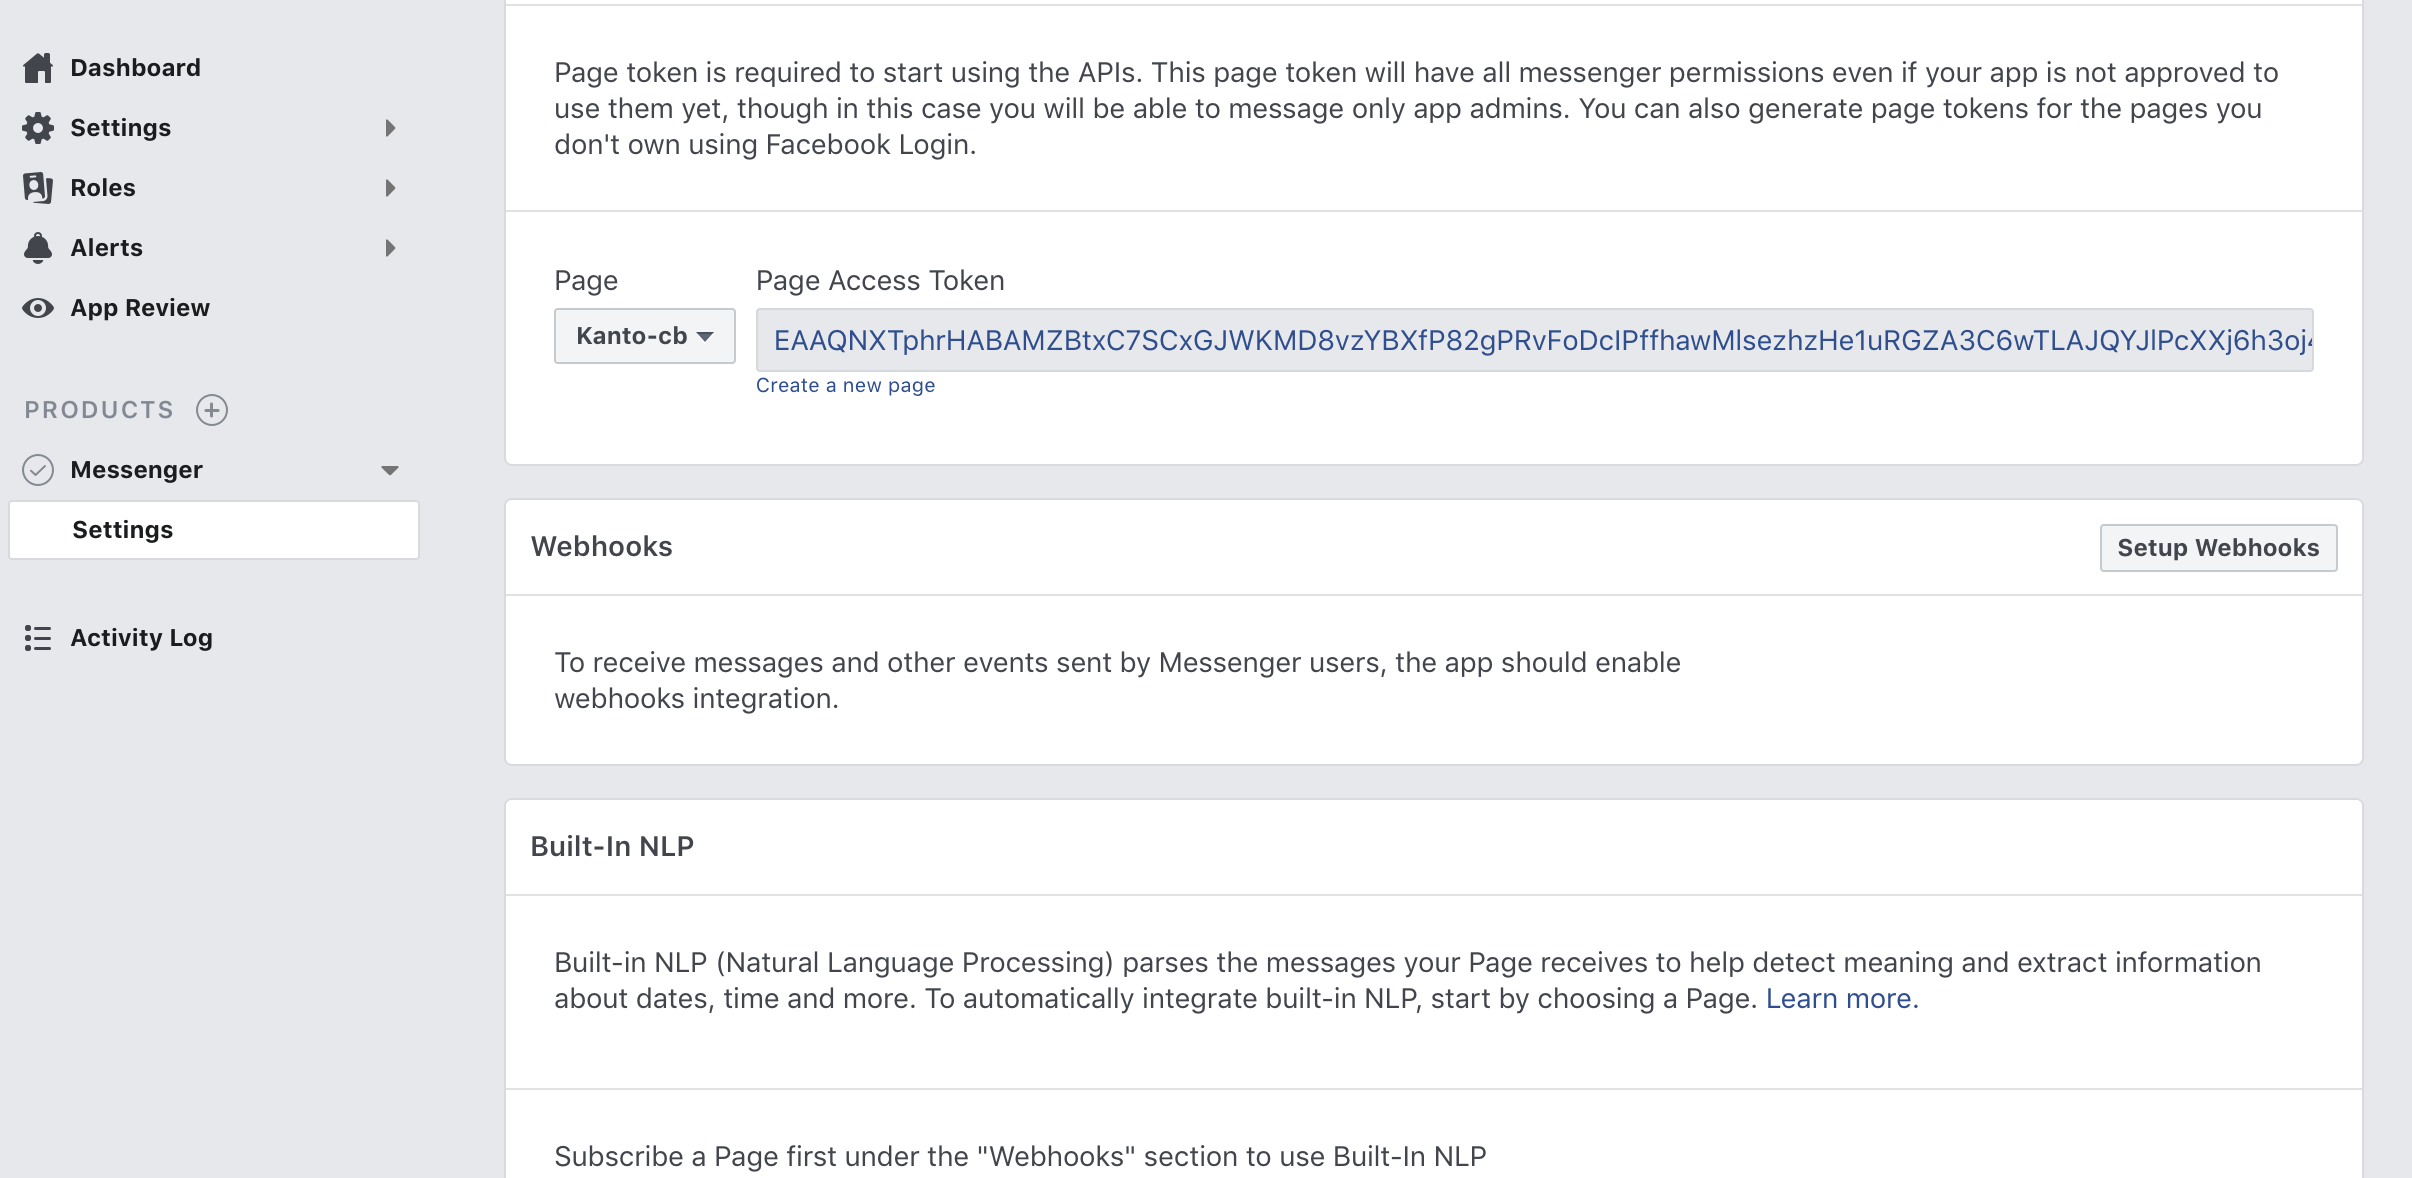 Dashboard
Settings
Roles
Alerts
App Review
PRODUCTS
Messenger
Settings
Activity Log
Page token is required to start using the APIs. This page token will have all messenger permissions even if your app is not approved to
use them yet, though in this case you will be able to message only app admins. You can also generate page tokens for the pages you
don't own using Facebook Login.
Page
Page Access Token
Kanto-cb
EAAQNXTphrHABAMZBtxC7SCxGJWKMD8vzYBXfP82gPRvFoDcIPffhawMlsezhzHe1uRGZA3C6wTLAJQYJlPcXXj6h3oj4
Create a new page
Webhooks
Setup Webhooks
To receive messages and other events sent by Messenger users, the app should enable
webhooks integration.
Built-In NLP
Built-in NLP (Natural Language Processing) parses the messages your Page receives to help detect meaning and extract information
about dates, time and more. To automatically integrate built-in NLP, start by choosing a Page. Learn more.
Subscribe a Page first under the "Webhooks" section to use Built-In NLP